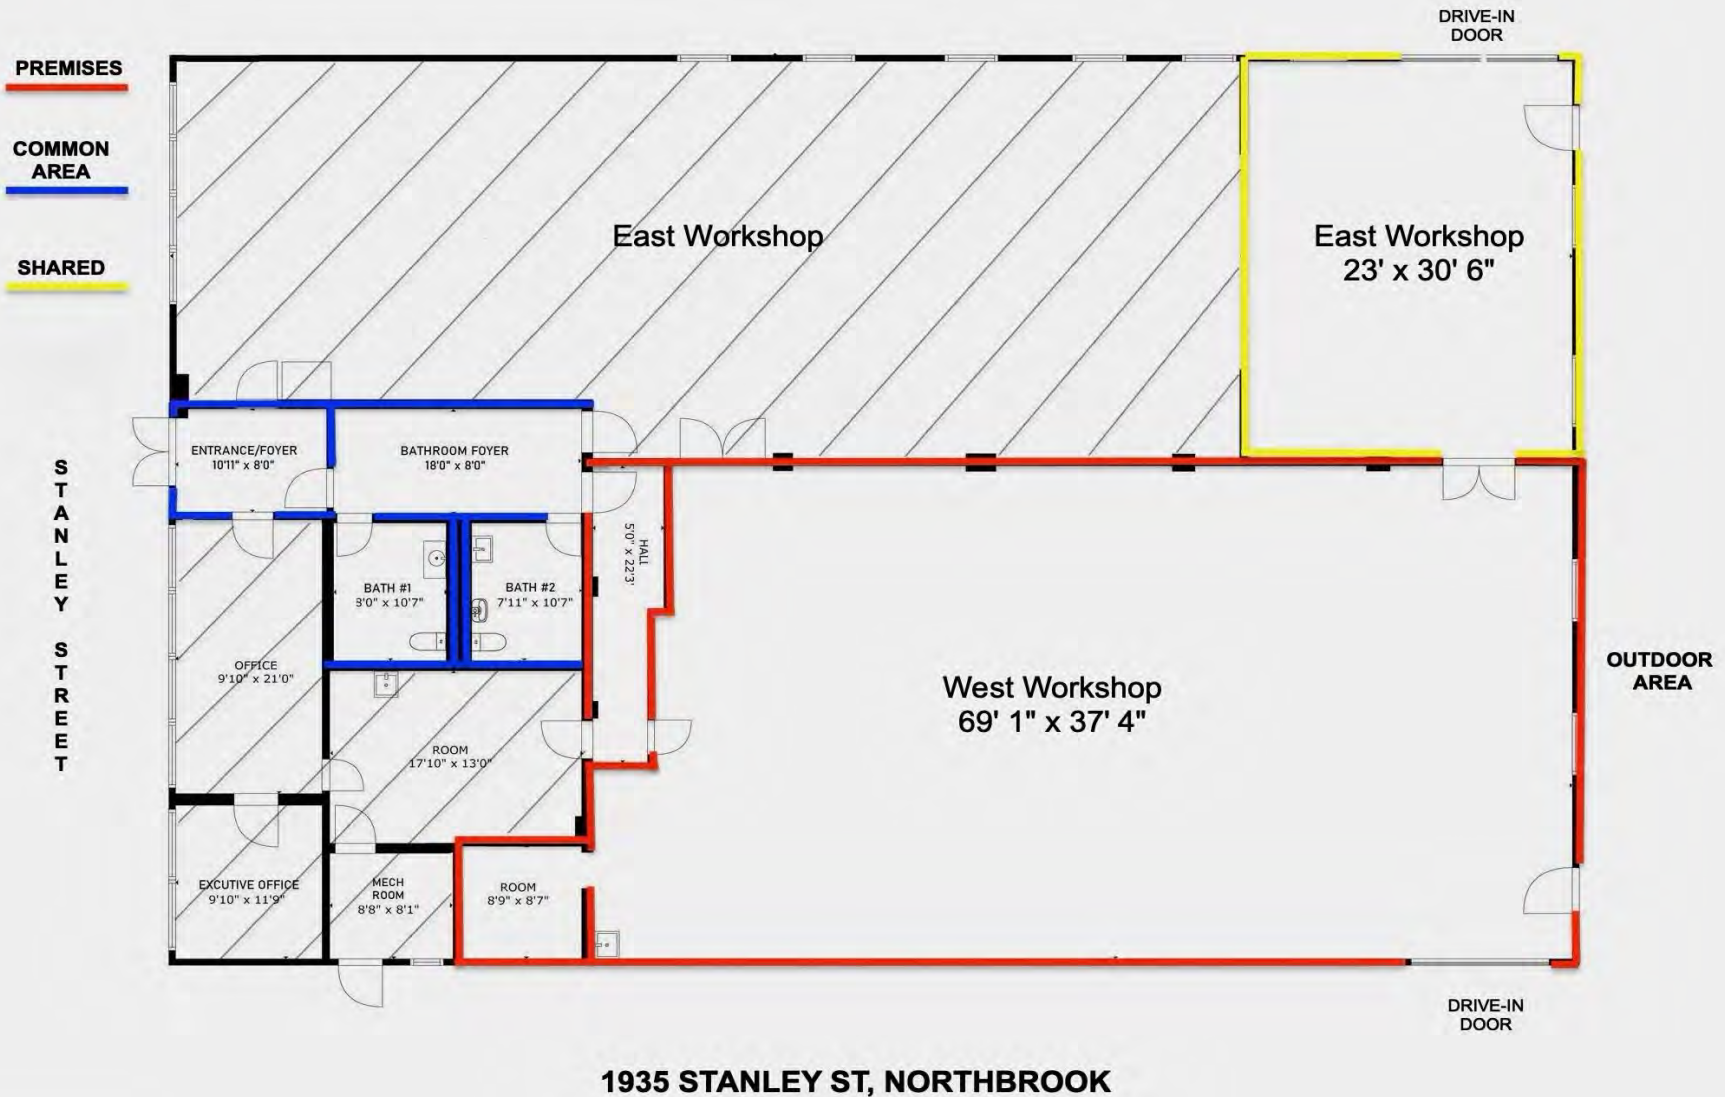 DRIVE-IN
DOOR
PREMISES
COMMON
AREA
SHARED
East Workshop
East Workshop
23' x 30' 6"
ENTRANCE/FOYER
10'11" x 8'0"
BATHROOM FOYER
18'0" x 8'0"
STANLEY STREET
HALL
5'0" x 22'3"
BATH #1
8'0" x 10'7"
BATH #2
7'11" x 10'7"
OFFICE
9'10" x 21'0"
West Workshop
69' 1" x 37' 4"
OUTDOOR
AREA
ROOM
17'10" x 13'0"
EXCUTIVE OFFICE
9'10" x 11'9"
MECH
ROOM
8'8" x 8'1"
ROOM
8'9" x 8'7"
DRIVE-IN
DOOR
1935 STANLEY ST, NORTHBROOK